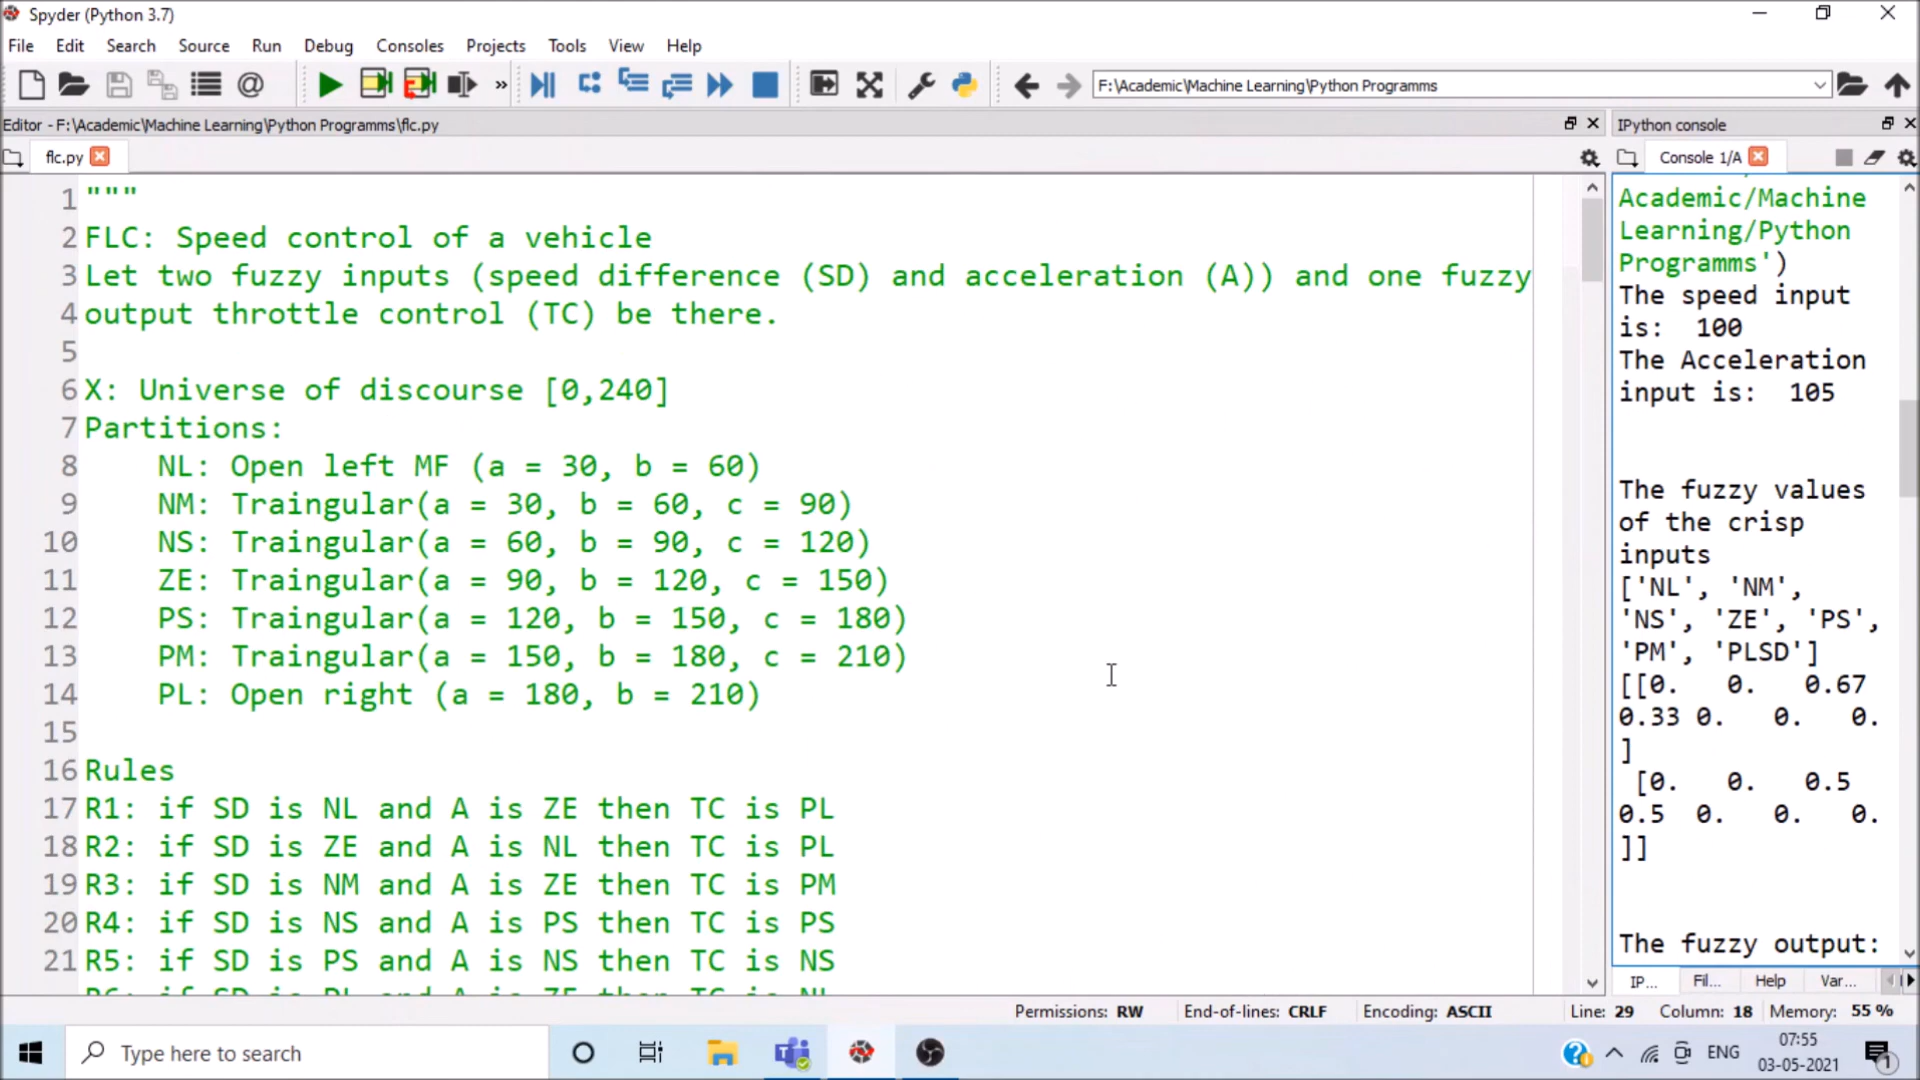 Spyder (Python 3.7)
File Edit Search Source Run Debug Consoles Projects Tools View Help
F:\Academic\Machine Learning\Python Programms
Editor - F:\Academic\Machine Learning\Python Programms\flc.py
flc.py
1 """
2 FLC: Speed control of a vehicle
3 Let two fuzzy inputs (speed difference (SD) and acceleration (A)) and one fuzzy
4 output throttle control (TC) be there.
5
6 X: Universe of discourse [0,240]
7 Partitions:
8 NL: Open left MF (a = 30, b = 60)
9 NM: Traingular(a = 30, b = 60, c = 90)
10 NS: Traingular(a = 60, b = 90, c = 120)
11 ZE: Traingular(a = 90, b = 120, c = 150)
12 PS: Traingular(a = 120, b = 150, c = 180)
13 PM: Traingular(a = 150, b = 180, c = 210)
14 PL: Open right (a = 180, b = 210)
15
16 Rules
17 R1: if SD is NL and A is ZE then TC is PL
18 R2: if SD is ZE and A is NL then TC is PL
19 R3: if SD is NM and A is ZE then TC is PM
20 R4: if SD is NS and A is PS then TC is PS
21 R5: if SD is PS and A is NS then TC is NS
R6: if SD is PL and A is ZE then TC is NL
IPython console
Console 1/A
Academic/Machine
Learning/Python
Programms')
The speed input
is:  100
The Acceleration
input is:  105
The fuzzy values
of the crisp
inputs
['NL', 'NM',
'NS', 'ZE', 'PS',
'PM', 'PLSD']
[[0.   0.   0.67
0.33 0.   0.   0.
]
[0.   0.   0.5
0.5  0.   0.   0.
]]
The fuzzy output:
IP... Fil... Help Var...
Permissions: RW End-of-lines: CRLF Encoding: ASCII Line: 29 Column: 18 Memory: 55 %
Type here to search
ENG
07:55
03-05-2021
1